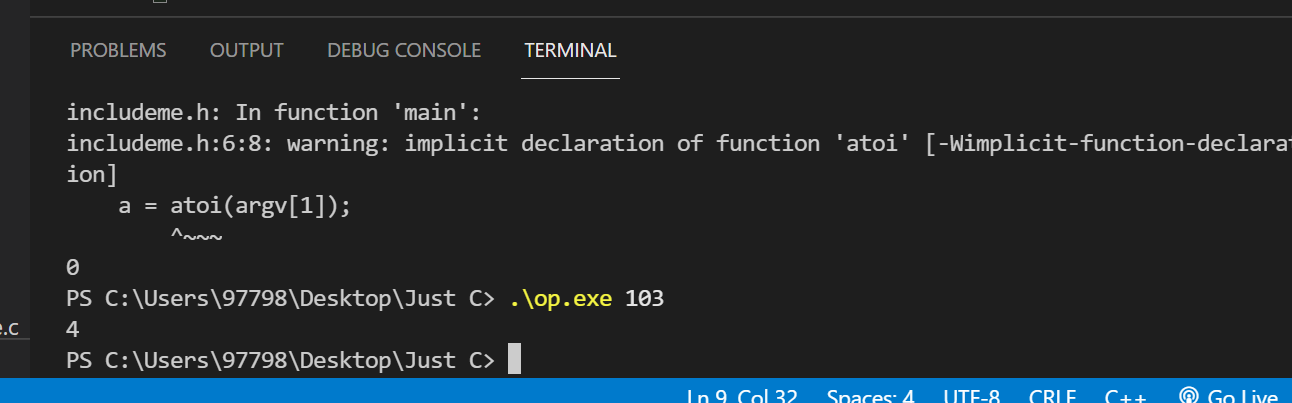 PROBLEMS OUTPUT DEBUG CONSOLE TERMINAL
includeme.h: In function 'main':
includeme.h:6:8: warning: implicit declaration of function 'atoi' [-Wimplicit-function-declarat
ion]
a = atoi(argv[1]);
^~~~
0
PS C:\Users\97798\Desktop\Just C> .\op.exe 103
4
e.c
PS C:\Users\97798\Desktop\Just C>
Ln 9, Col 32 Spaces: 4 UTF-8 CRLF C++ Go Live